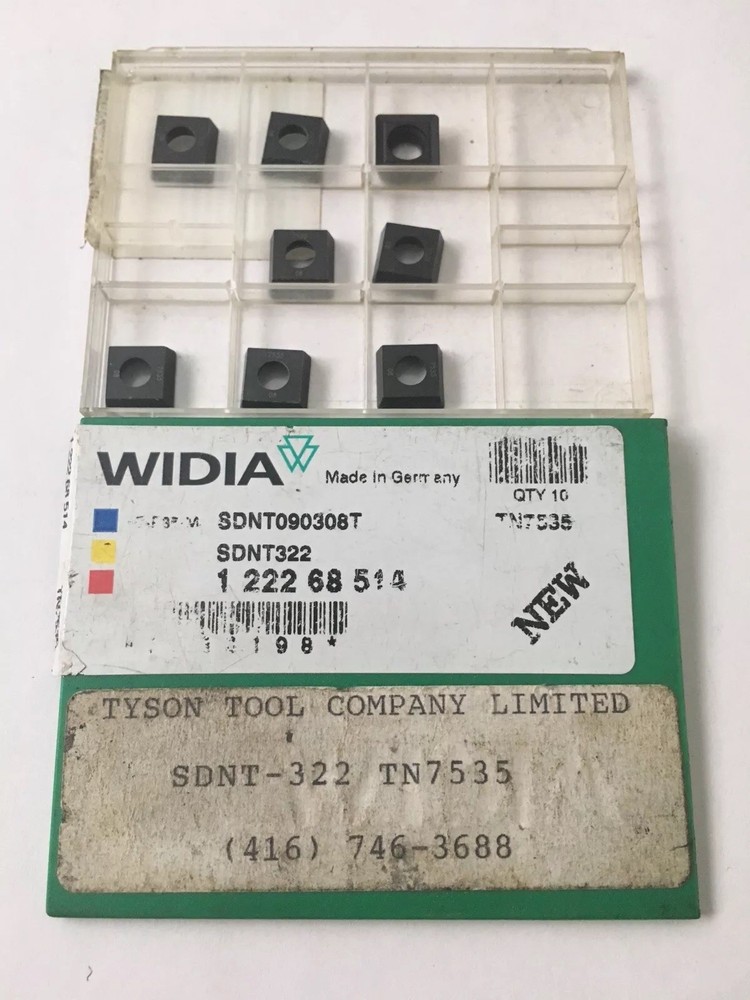 WIDIA
Made in Germany
QTY 10
SDNT090308T
TN7535
SDNT322
1 222 68 514
NEW
TYSON TOOL COMPANY LIMITED
SDNT-322 TN7535
(416) 746-3688